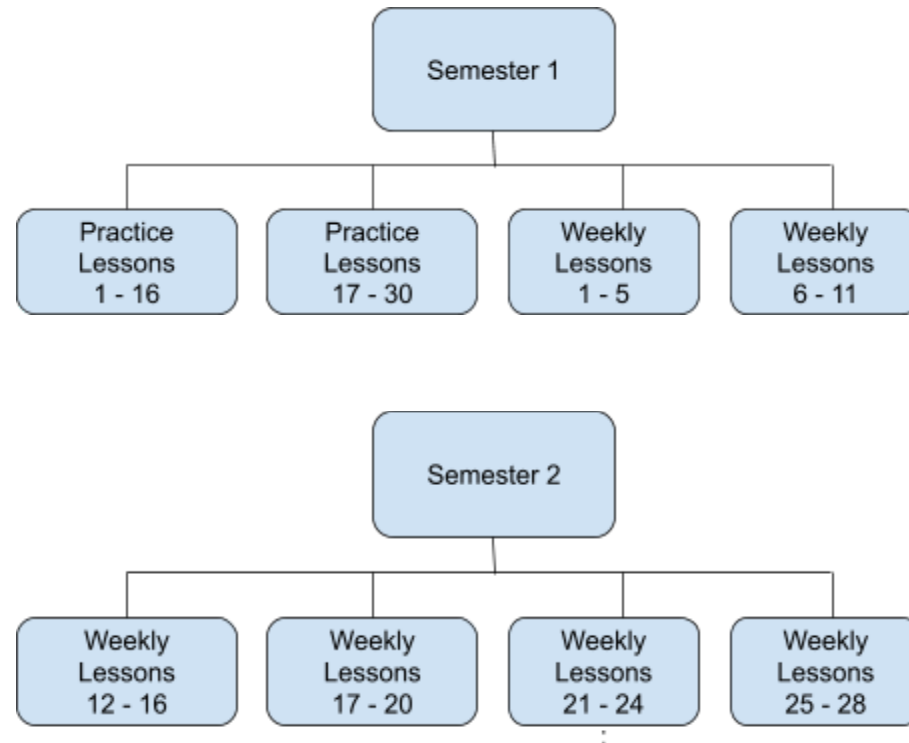 Semester 1
Practice
Lessons
1 - 16
Practice
Lessons
17 - 30
Weekly
Lessons
1 - 5
Weekly
Lessons
6 - 11
Semester 2
Weekly
Lessons
12 - 16
Weekly
Lessons
17 - 20
Weekly
Lessons
21 - 24
Weekly
Lessons
25 - 28